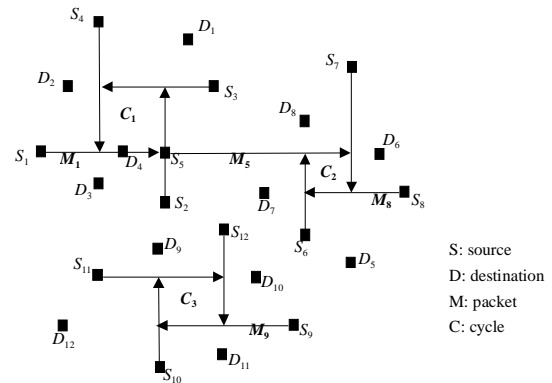 S4
D1
S7
D2
S3
C1
D8
S1
M1
D4
S5
M5
D6
C2
D3
S2
D7
M8
S8
S12
S6
D9
D5
S11
D10
C3
S: source
D: destination
M: packet
C: cycle
D12
M9
S9
D11
S10